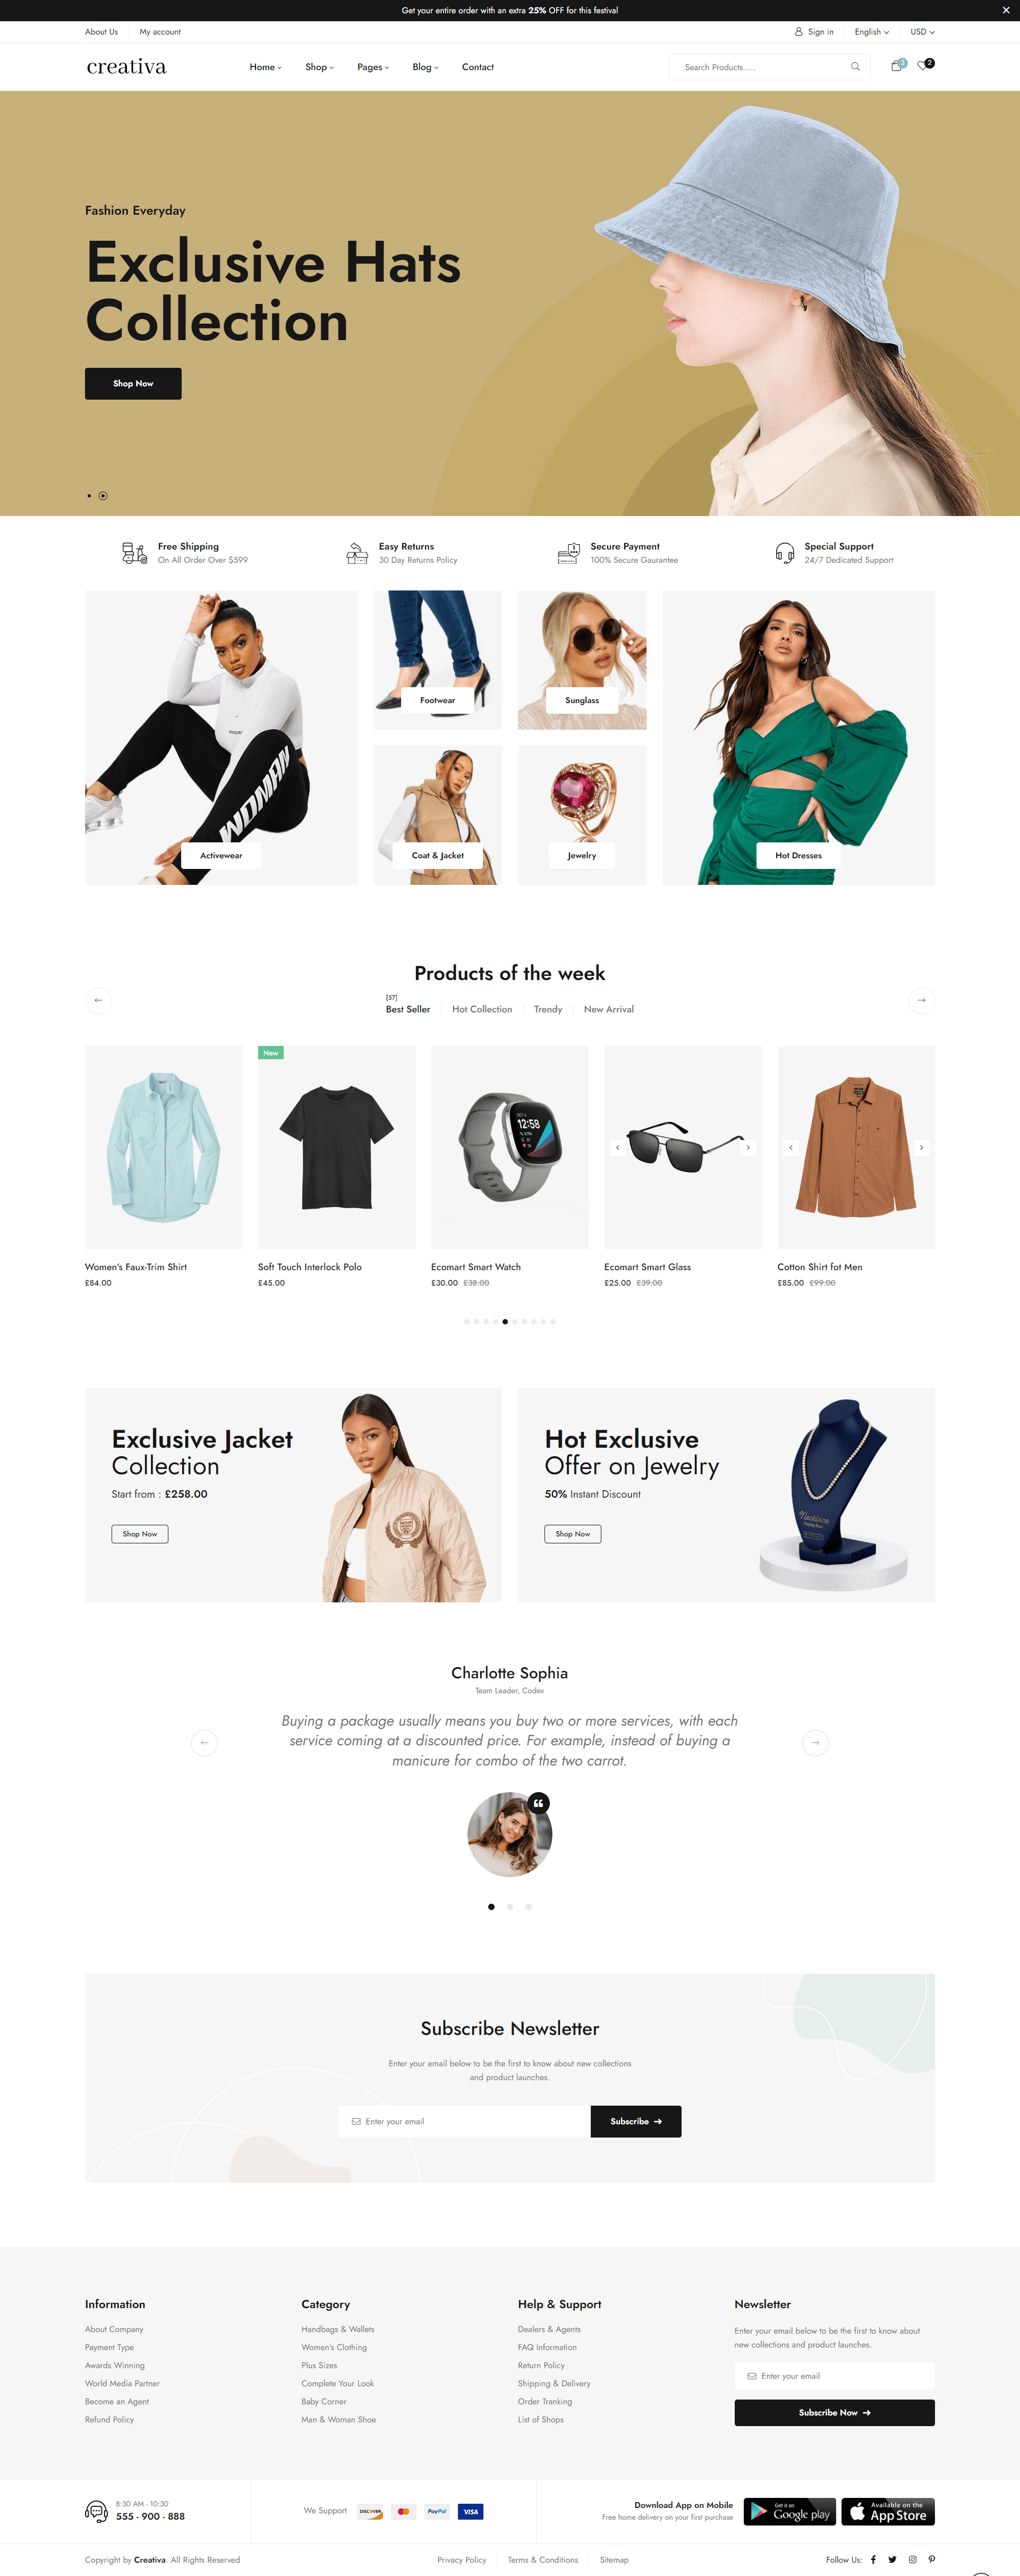 Get your entire order with an extra 25% OFF for this festival
About Us
My account
Sign in
English
USD
creativa
Home
Shop
Pages
Blog
Contact
Search Products.....
3
2
Fashion Everyday
Exclusive Hats
Collection
Shop Now
Free Shipping
On All Order Over $599
Easy Returns
30 Day Returns Policy
Secure Payment
100% Secure Gaurantee
Special Support
24/7 Dedicated Support
WOMAN
Activewear
Footwear
Sunglass
Coat & Jacket
Jewelry
Hot Dresses
Products of the week
[57]
Best Seller
Hot Collection
Trendy
New Arrival
New
12:58
Women's Faux-Trim Shirt
£84.00
Soft Touch Interlock Polo
£45.00
Ecomart Smart Watch
£30.00 £38.00
Ecomart Smart Glass
£25.00 £39.00
Cotton Shirt fot Men
£85.00 £99.00
Exclusive Jacket
Collection
Start from : £258.00
Shop Now
Hot Exclusive
Offer on Jewelry
50% Instant Discount
Shop Now
Necklace
Charlotte Sophia
Team Leader, Codex
Buying a package usually means you buy two or more services, with each
service coming at a discounted price. For example, instead of buying a
manicure for combo of the two carrot.
Subscribe Newsletter
Enter your email below to be the first to know about new collections
and product launches.
Enter your email
Subscribe
Information
About Company
Payment Type
Awards Winning
World Media Partner
Become an Agent
Refund Policy
Category
Handbags & Wallets
Women's Clothing
Plus Sizes
Complete Your Look
Baby Corner
Man & Woman Shoe
Help & Support
Dealers & Agents
FAQ Information
Return Policy
Shipping & Delivery
Order Tranking
List of Shops
Newsletter
Enter your email below to be the first to know about
new collections and product launches.
Enter your email
Subscribe Now
8:30 AM - 10:30
555 - 900 - 888
We Support
DISCOVER
PayPal
VISA
Download App on Mobile
Free home delivery on your first purchase
Get it on
Google play
Available on the
App Store
Copyright by Creativa. All Rights Reserved
Privacy Policy
Terms & Conditions
Sitemap
Follow Us: